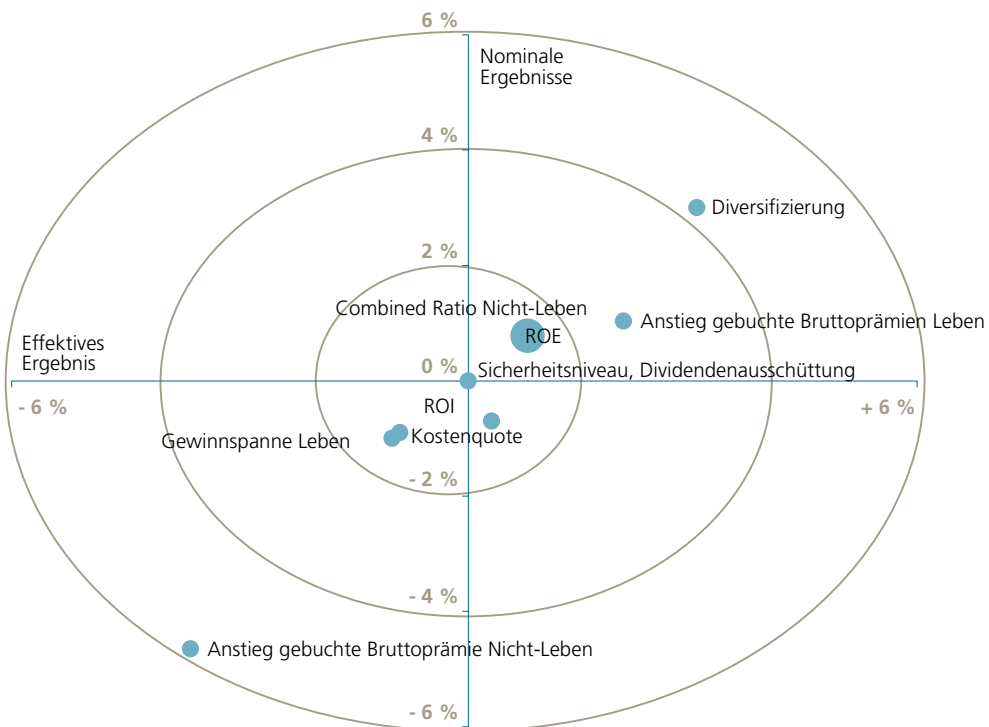 6 %
Nominale
Ergebnisse
4 %
Diversifizierung
2 %
Combined Ratio Nicht-Leben
Anstieg gebuchte Bruttoprämien Leben
ROE
Effektives
Ergebnis
0 %
Sicherheitsniveau, Dividendenausschüttung
- 6 %
ROI
+ 6 %
Gewinnspanne Leben
Kostenquote
- 2 %
- 4 %
Anstieg gebuchte Bruttoprämie Nicht-Leben
- 6 %